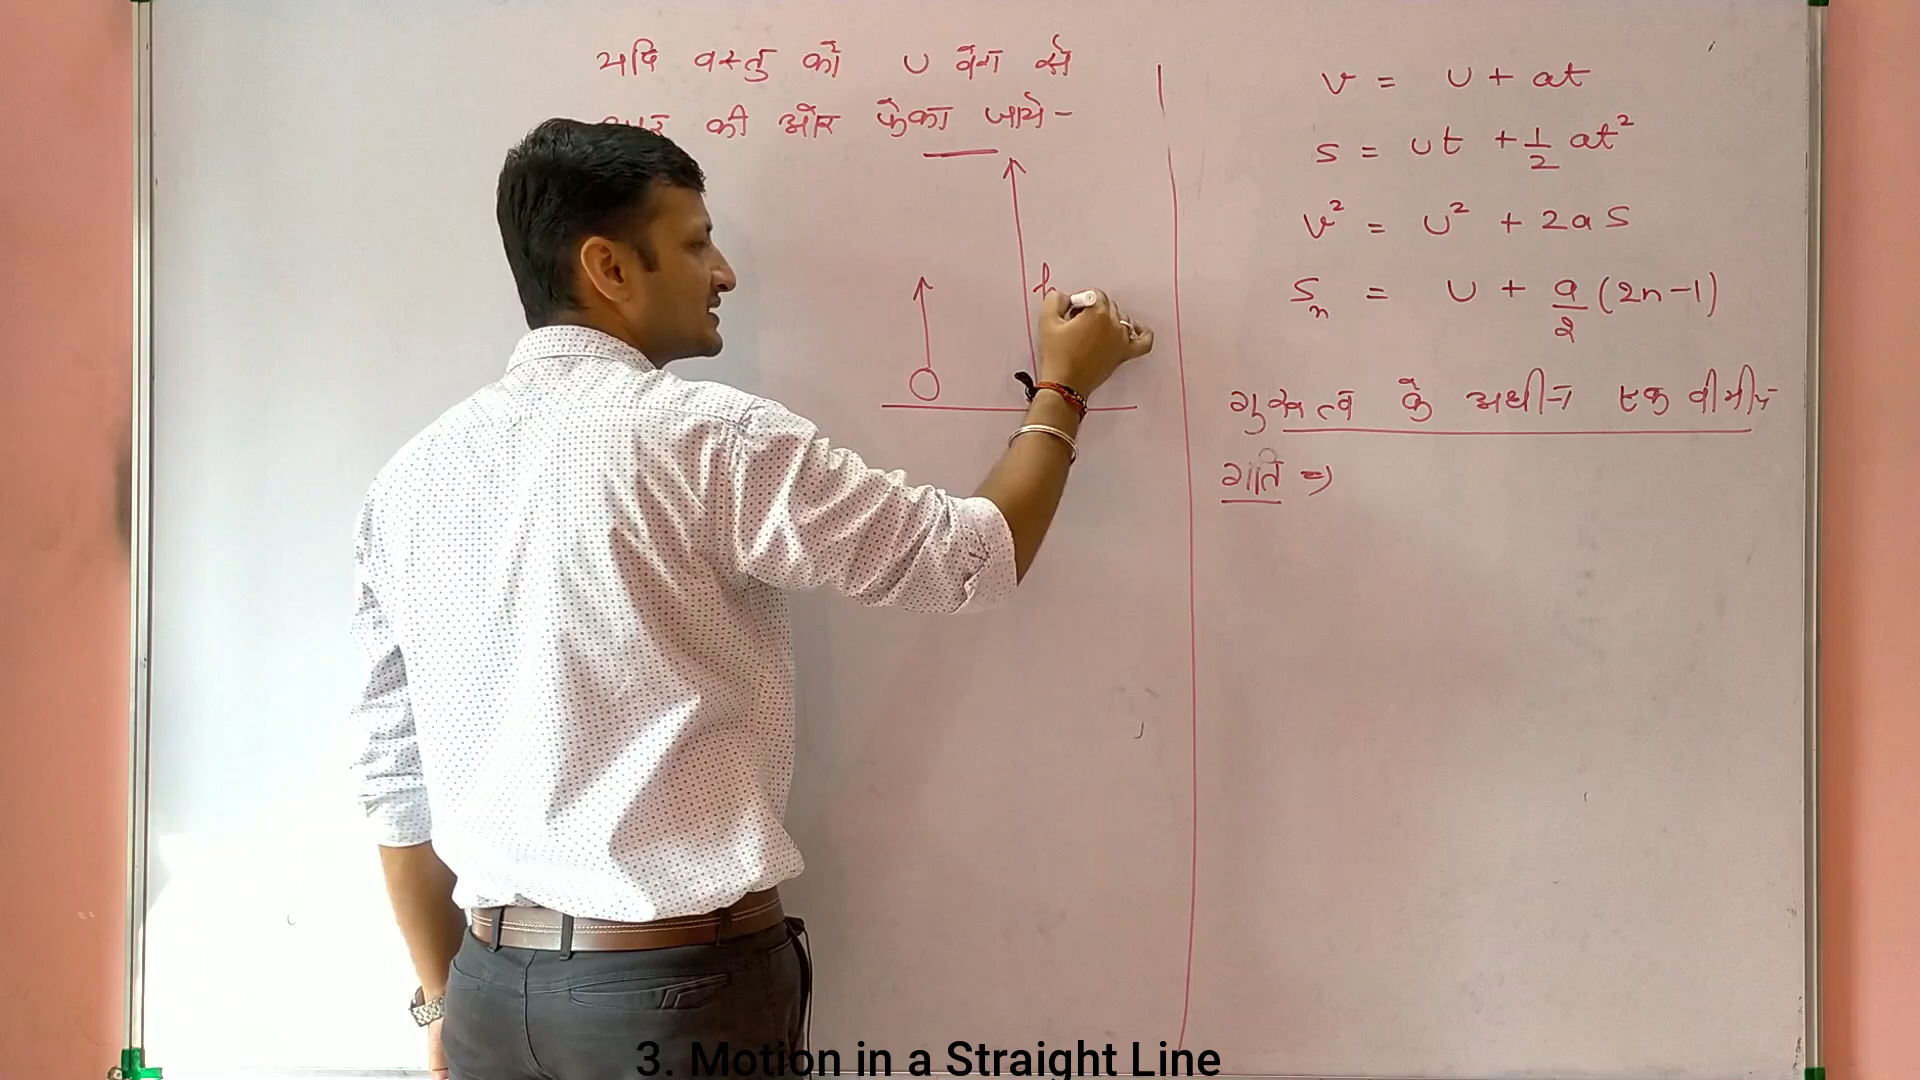 यदि वस्तु को u वेग से
की ओर फेंका जाये-
h
v = u + at
s = ut + 1/2 at²
v² = u² + 2as
Sn = u + a/2 (2n-1)
गुरुत्व के अधीन एक वीमीय
गति ⇒
3. Motion in a Straight Line